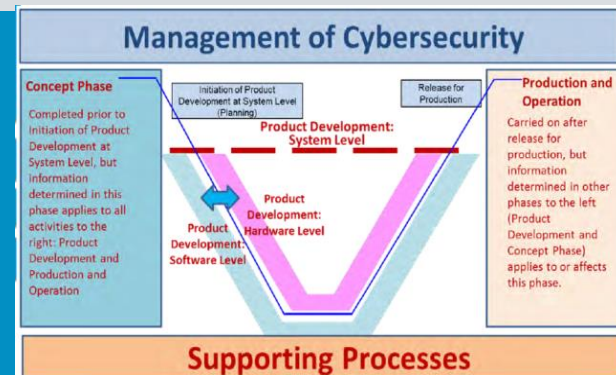 Management of Cybersecurity
Concept Phase
Completed prior to
Initiation of Product
Development at
System Level, but
information
determined in this
phase applies to all
activities to the
right: Product
Development and
Production and
Operation
Initiation of Product
Development at System Level
(Planning)
Release for
Production
Product Development:
System Level
Product
Development:
Hardware Level
Product
Development:
Software Level
Production and
Operation
Carried on after
release for
production, but
information
determined in other
phases to the left
(Product
Development and
Concept Phase)
applies to or affects
this phase.
Supporting Processes